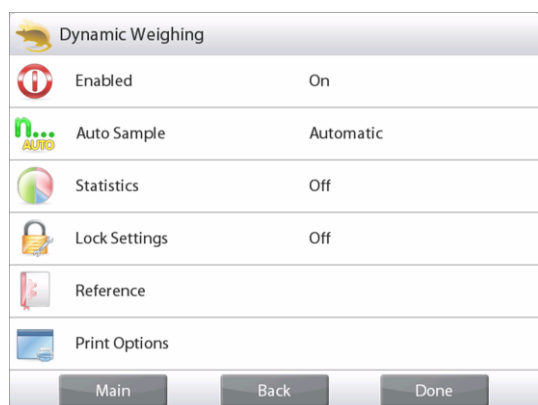 Dynamic Weighing
Enabled On
n...
AUTO
Auto Sample Automatic
Statistics Off
Lock Settings Off
Reference
Print Options
Main Back Done